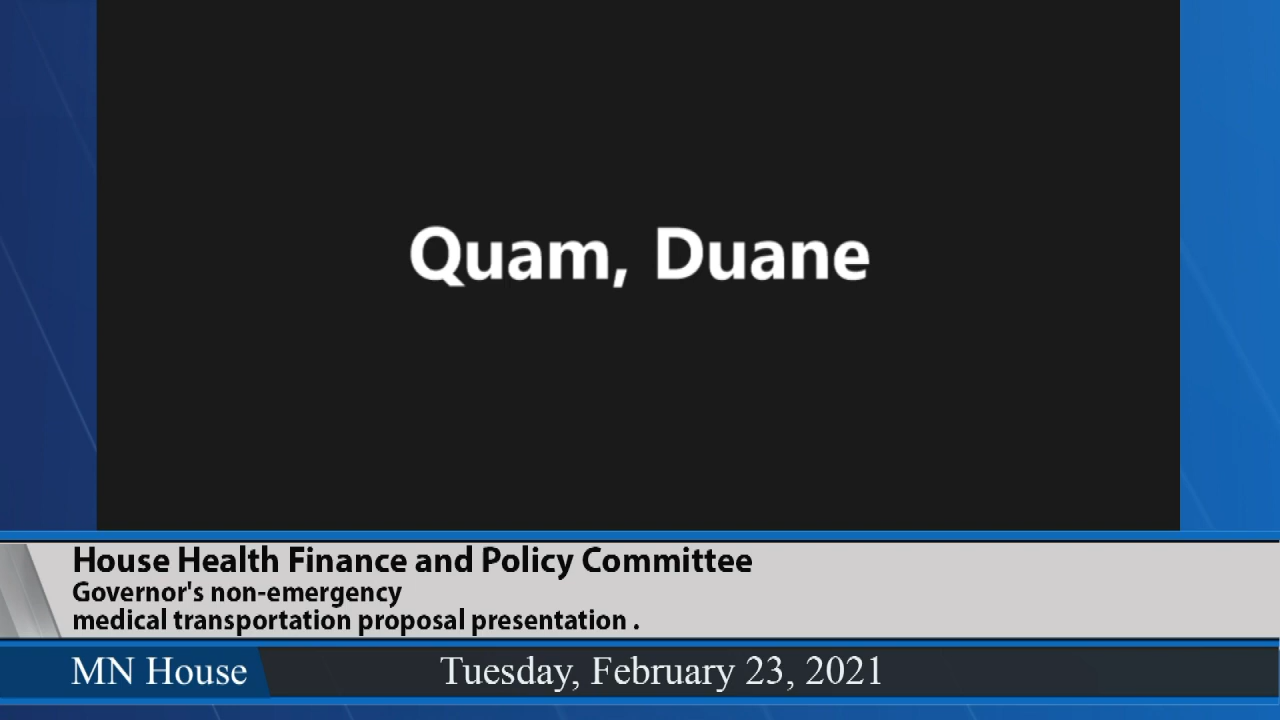 Quam, Duane
House Health Finance and Policy Committee
Governor's non-emergency
medical transportation proposal presentation .
MN House
Tuesday, February 23, 2021